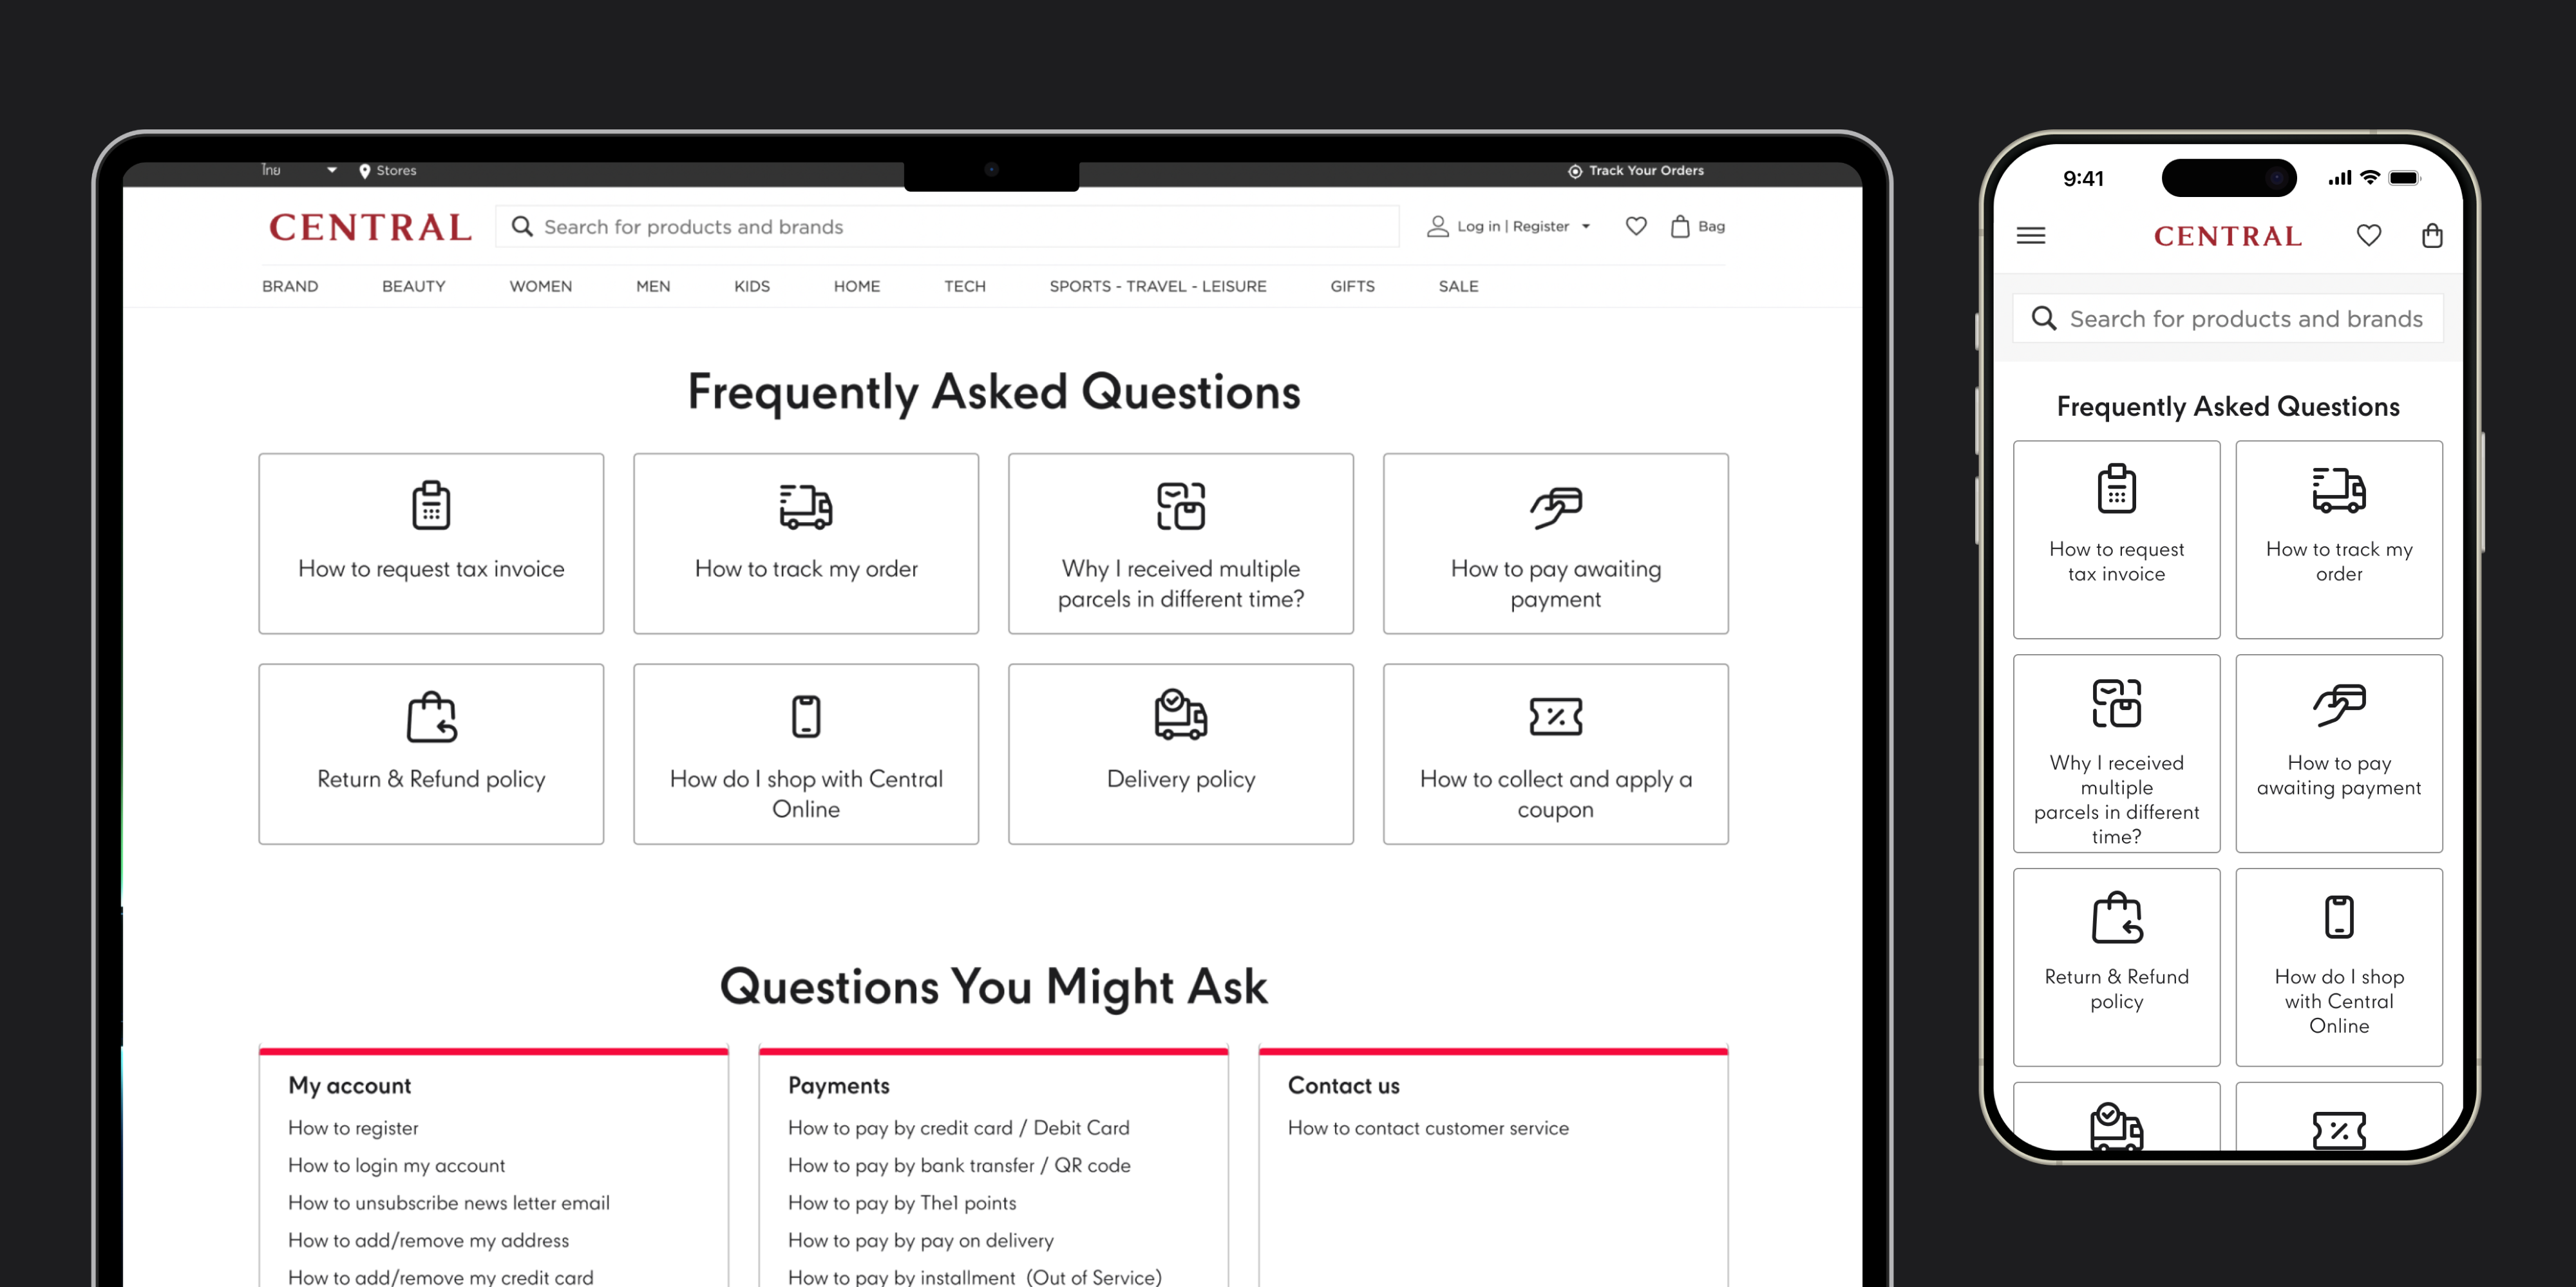 ไทย
Stores
Track Your Orders
CENTRAL
Search for products and brands
Log in | Register
Bag
BRAND BEAUTY WOMEN MEN KIDS HOME TECH SPORTS - TRAVEL - LEISURE GIFTS SALE
Frequently Asked Questions
How to request tax invoice
How to track my order
Why I received multiple
parcels in different time?
How to pay awaiting
payment
Return & Refund policy
How do I shop with Central
Online
Delivery policy
How to collect and apply a
coupon
Questions You Might Ask
My account
How to register
How to login my account
How to unsubscribe news letter email
How to add/remove my address
How to add/remove my credit card
Payments
How to pay by credit card / Debit Card
How to pay by bank transfer / QR code
How to pay by The1 points
How to pay by pay on delivery
How to pay by installment (Out of Service)
Contact us
How to contact customer service
9:41
CENTRAL
Search for products and brands
Frequently Asked Questions
How to request
tax invoice
How to track my
order
Why I received
multiple
parcels in different
time?
How to pay
awaiting payment
Return & Refund
policy
How do I shop
with Central
Online